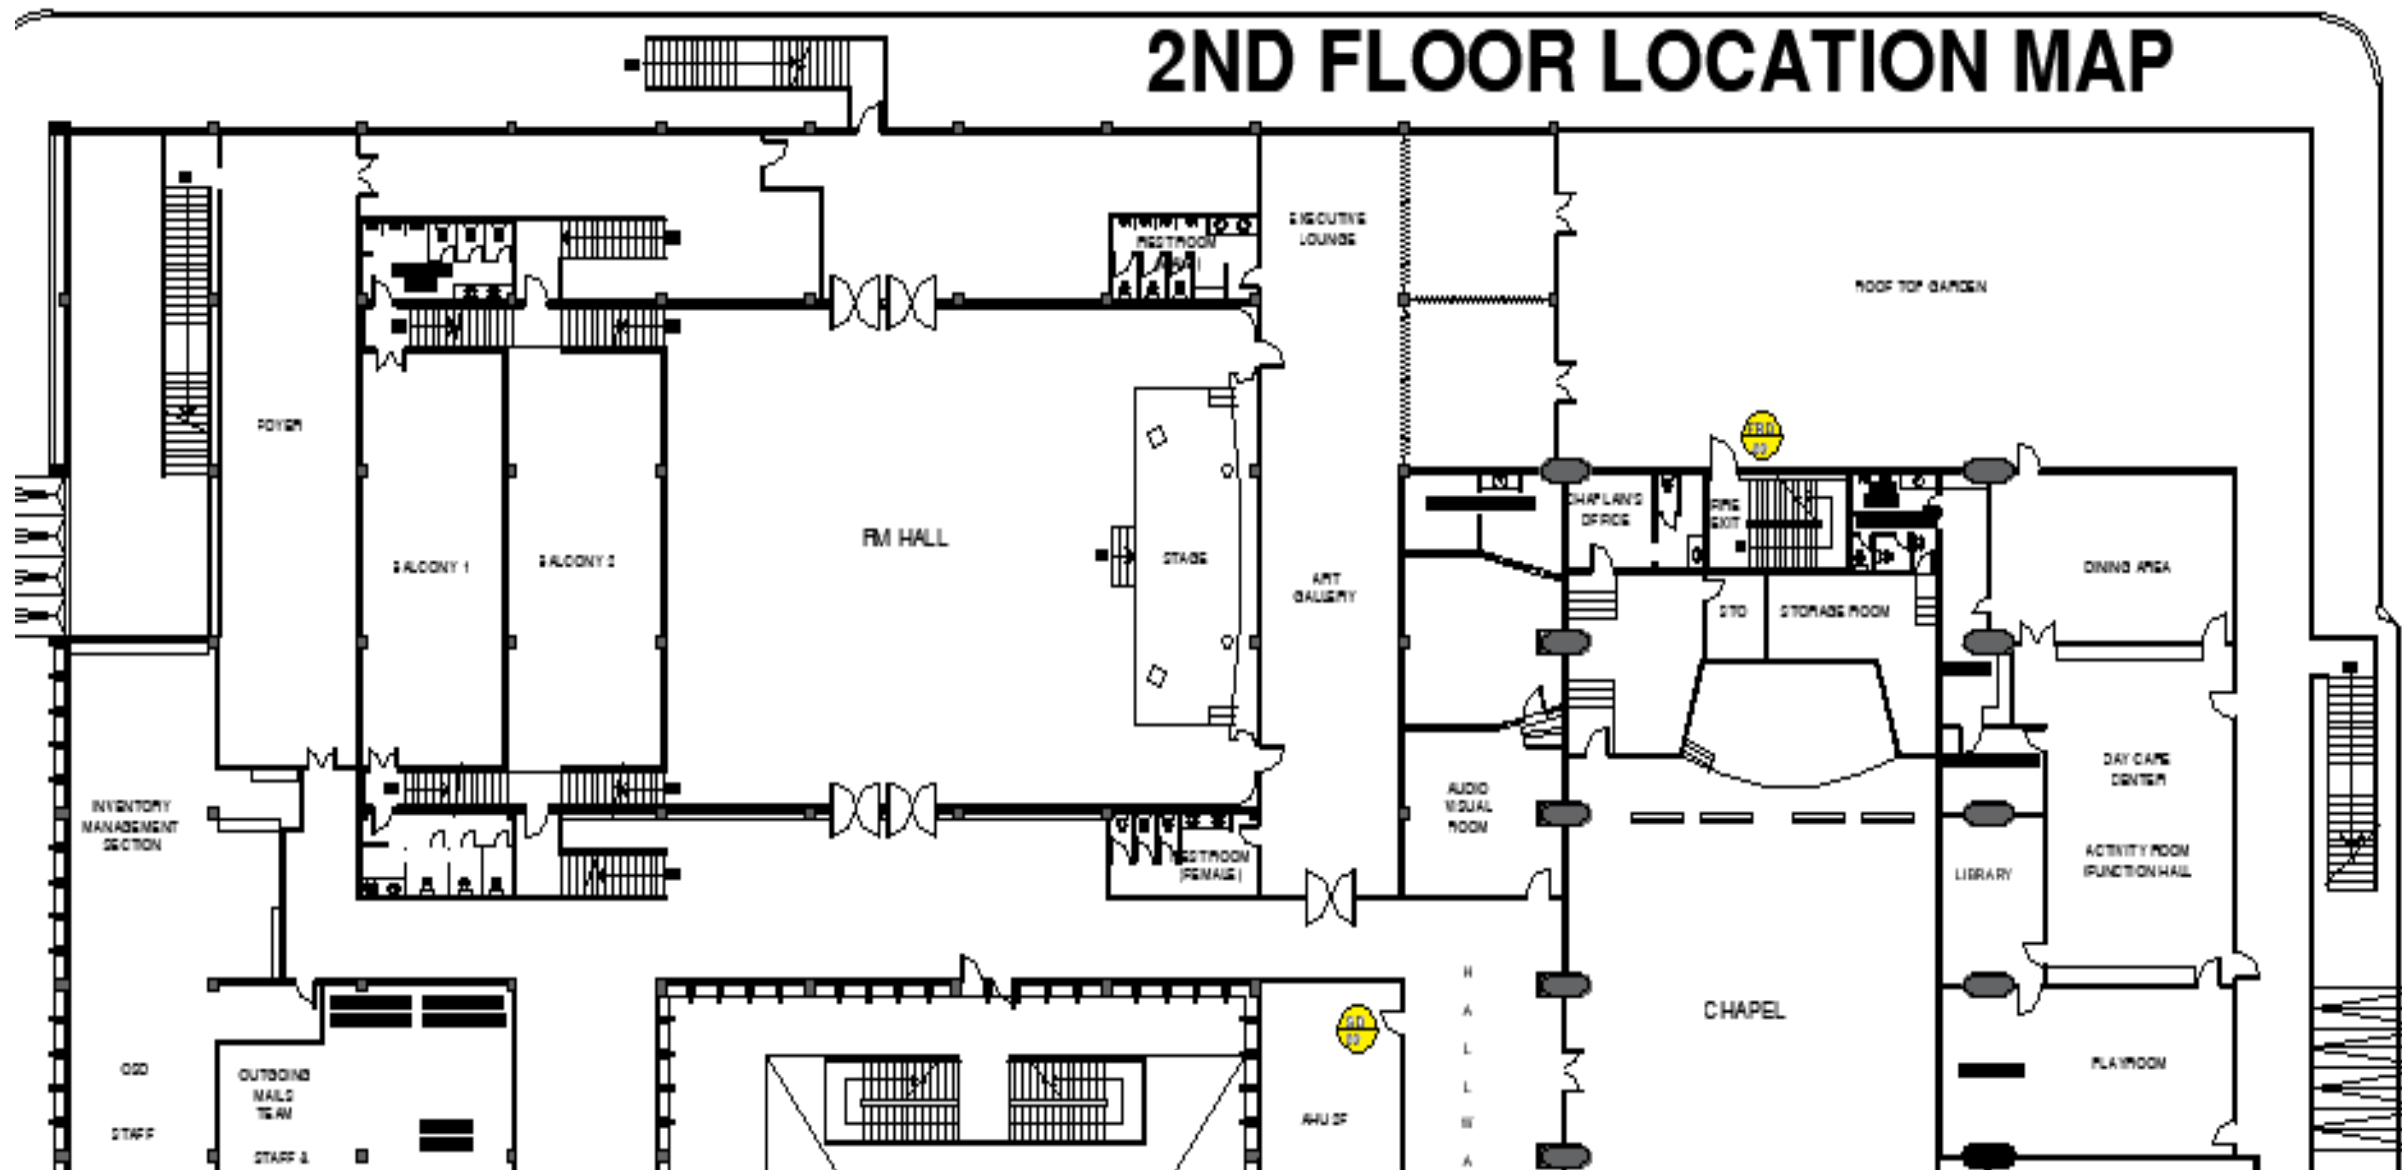 2ND FLOOR LOCATION MAP
EXECUTIVE
LOUNGE
RESTROOM
ROOF TOP GARDEN
FOYER
FM HALL
BALCONY 1
BALCONY 2
STAGE
ART
GALLERY
CHAPLAN'S
OFFICE
FIRE
EXIT
STO
STORAGE ROOM
DINING AREA
INVENTORY
MANAGEMENT
SECTION
AUDIO
VISUAL
ROOM
DAY CARE
CENTER
ACTIVITY ROOM
/FUNCTION HALL
LIBRARY
RESTROOM
(FEMALE)
H
A
L
L
W
A
CHAPEL
PLAYROOM
OSD
STAFF
OUTGOING
MAILS
TEAM
STAFF &
AHU 2F